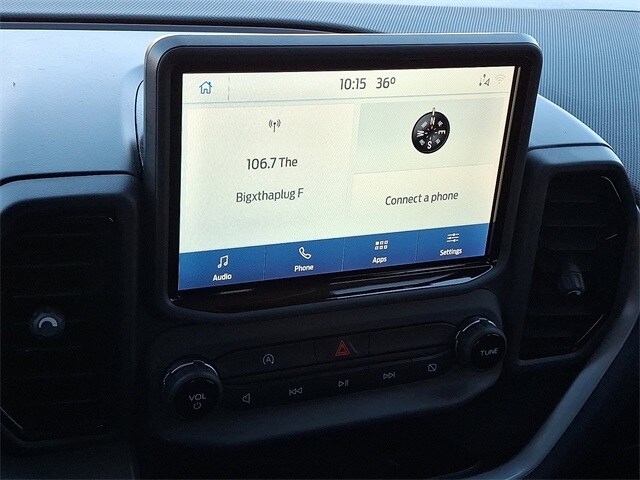 10:15 36°
106.7 The
Bigxthaplug F
N
W E
S
Connect a phone
Audio Phone Apps Settings
VOL
TUNE